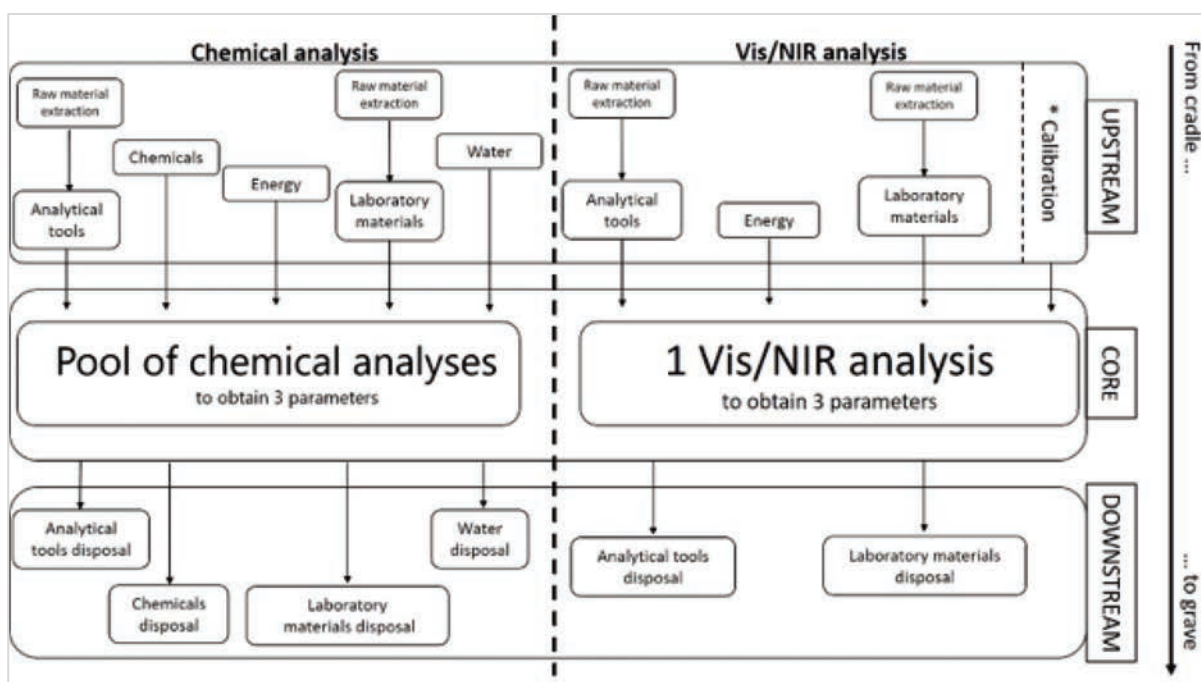 Chemical analysis
Vis/NIR analysis
From cradle ...
Raw material
extraction
Raw material
extraction
Raw material
extraction
Raw material
extraction
* Calibration
UPSTREAM
Chemicals
Water
Energy
Analytical
tools
Laboratory
materials
Analytical
tools
Energy
Laboratory
materials
Pool of chemical analyses
to obtain 3 parameters
1 Vis/NIR analysis
to obtain 3 parameters
CORE
Analytical
tools disposal
Water
disposal
Analytical tools
disposal
Laboratory materials
disposal
DOWNSTREAM
Chemicals
disposal
Laboratory
materials disposal
... to grave